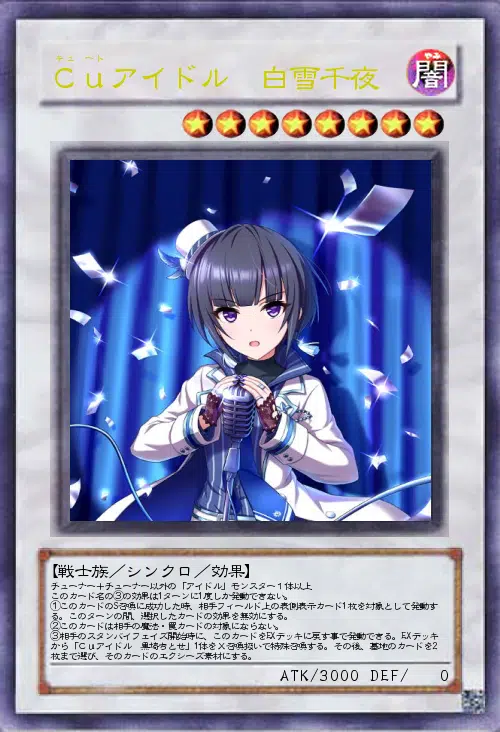 チュート
Ｃｕアイドル　白雪千夜
やみ
闇
【戦士族／シンクロ／効果】
チューナー＋チューナー以外の「アイドル」モンスター１体以上
このカード名の③の効果は1ターンに1度しか発動できない。
①このカードのS召喚に成功した時、相手フィールド上の表側表示カード1枚を対象として発動す
る。このターンの間、選択したカードの効果を無効にする。
②このカードは相手の魔法・罠カードの対象にならない。
③相手のスタンバイフェイズ開始時に、このカードをEXデッキに戻す事で発動できる。EXデッキ
から「Ｃｕアイドル　黒埼ちとせ」1体をX召喚扱いで特殊召喚する。その後、墓地のカードを2
枚まで選び、そのカードのエクシーズ素材にする。
ATK/3000 DEF/　　0